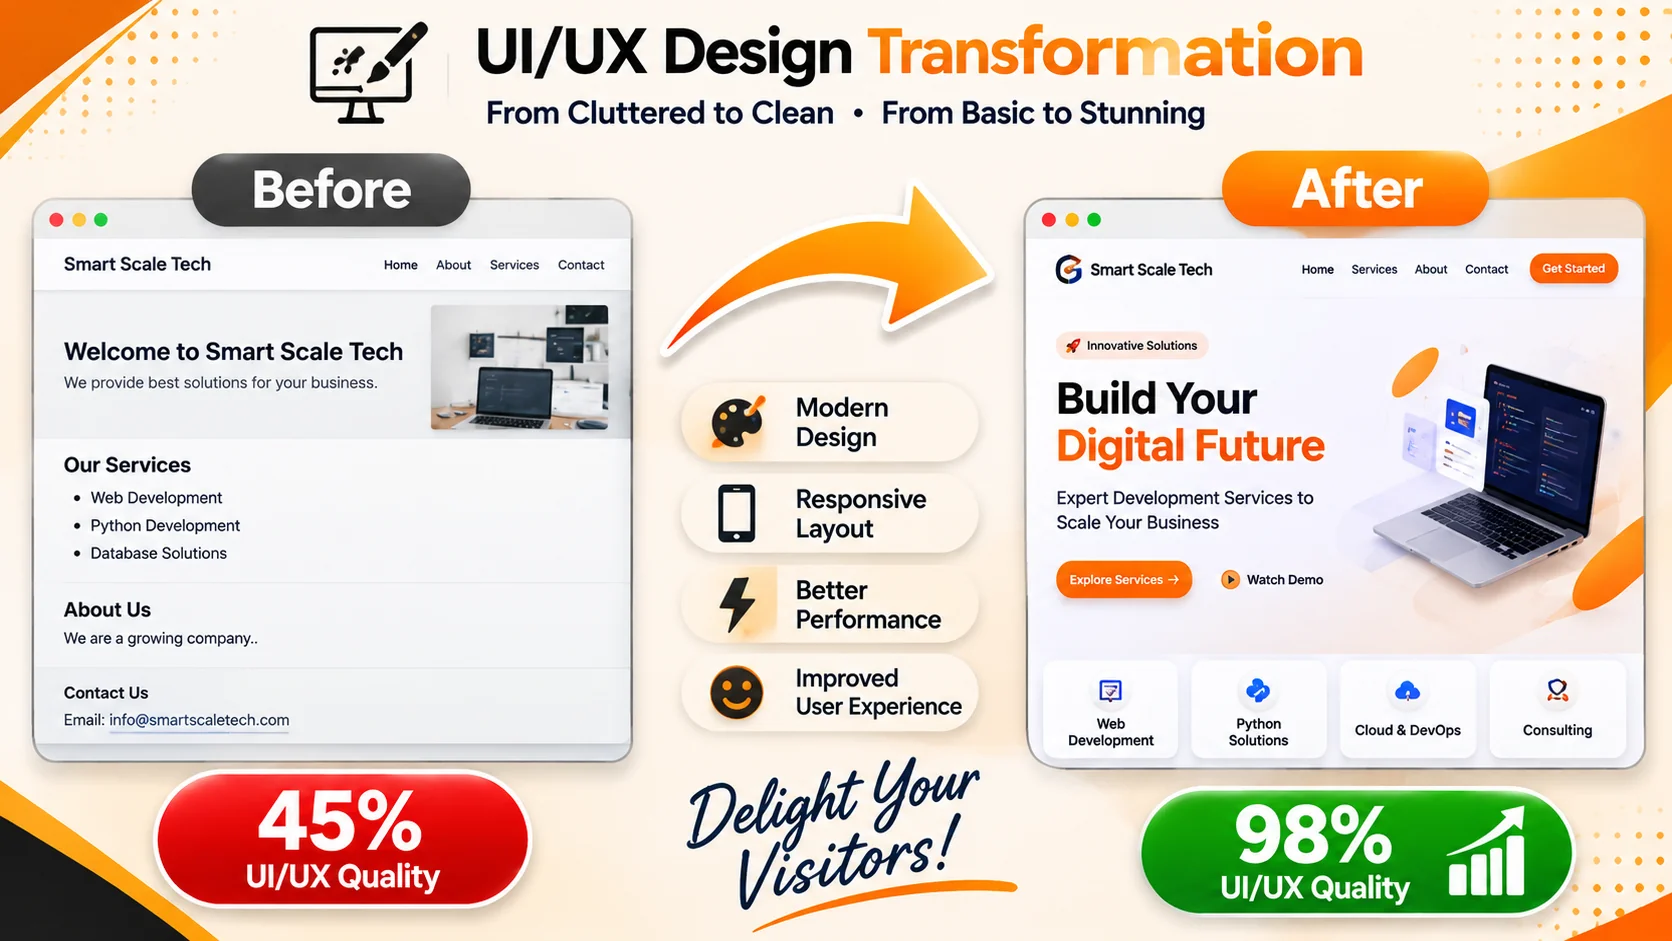 UI/UX Design Transformation
From Cluttered to Clean • From Basic to Stunning
Before
Smart Scale Tech
Home About Services Contact
Welcome to Smart Scale Tech
We provide best solutions for your business.
Our Services
• Web Development
• Python Development
• Database Solutions
About Us
We are a growing company..
Contact Us
Email: info@smartscaletech.com
45%
UI/UX Quality
Modern
Design
Responsive
Layout
Better
Performance
Improved
User Experience
Delight Your
Visitors!
After
Smart Scale Tech
Home Services About Contact Get Started
Innovative Solutions
Build Your
Digital Future
Expert Development Services to
Scale Your Business
Explore Services →
Watch Demo
Web
Development
Python
Solutions
Cloud & DevOps
Consulting
98%
UI/UX Quality